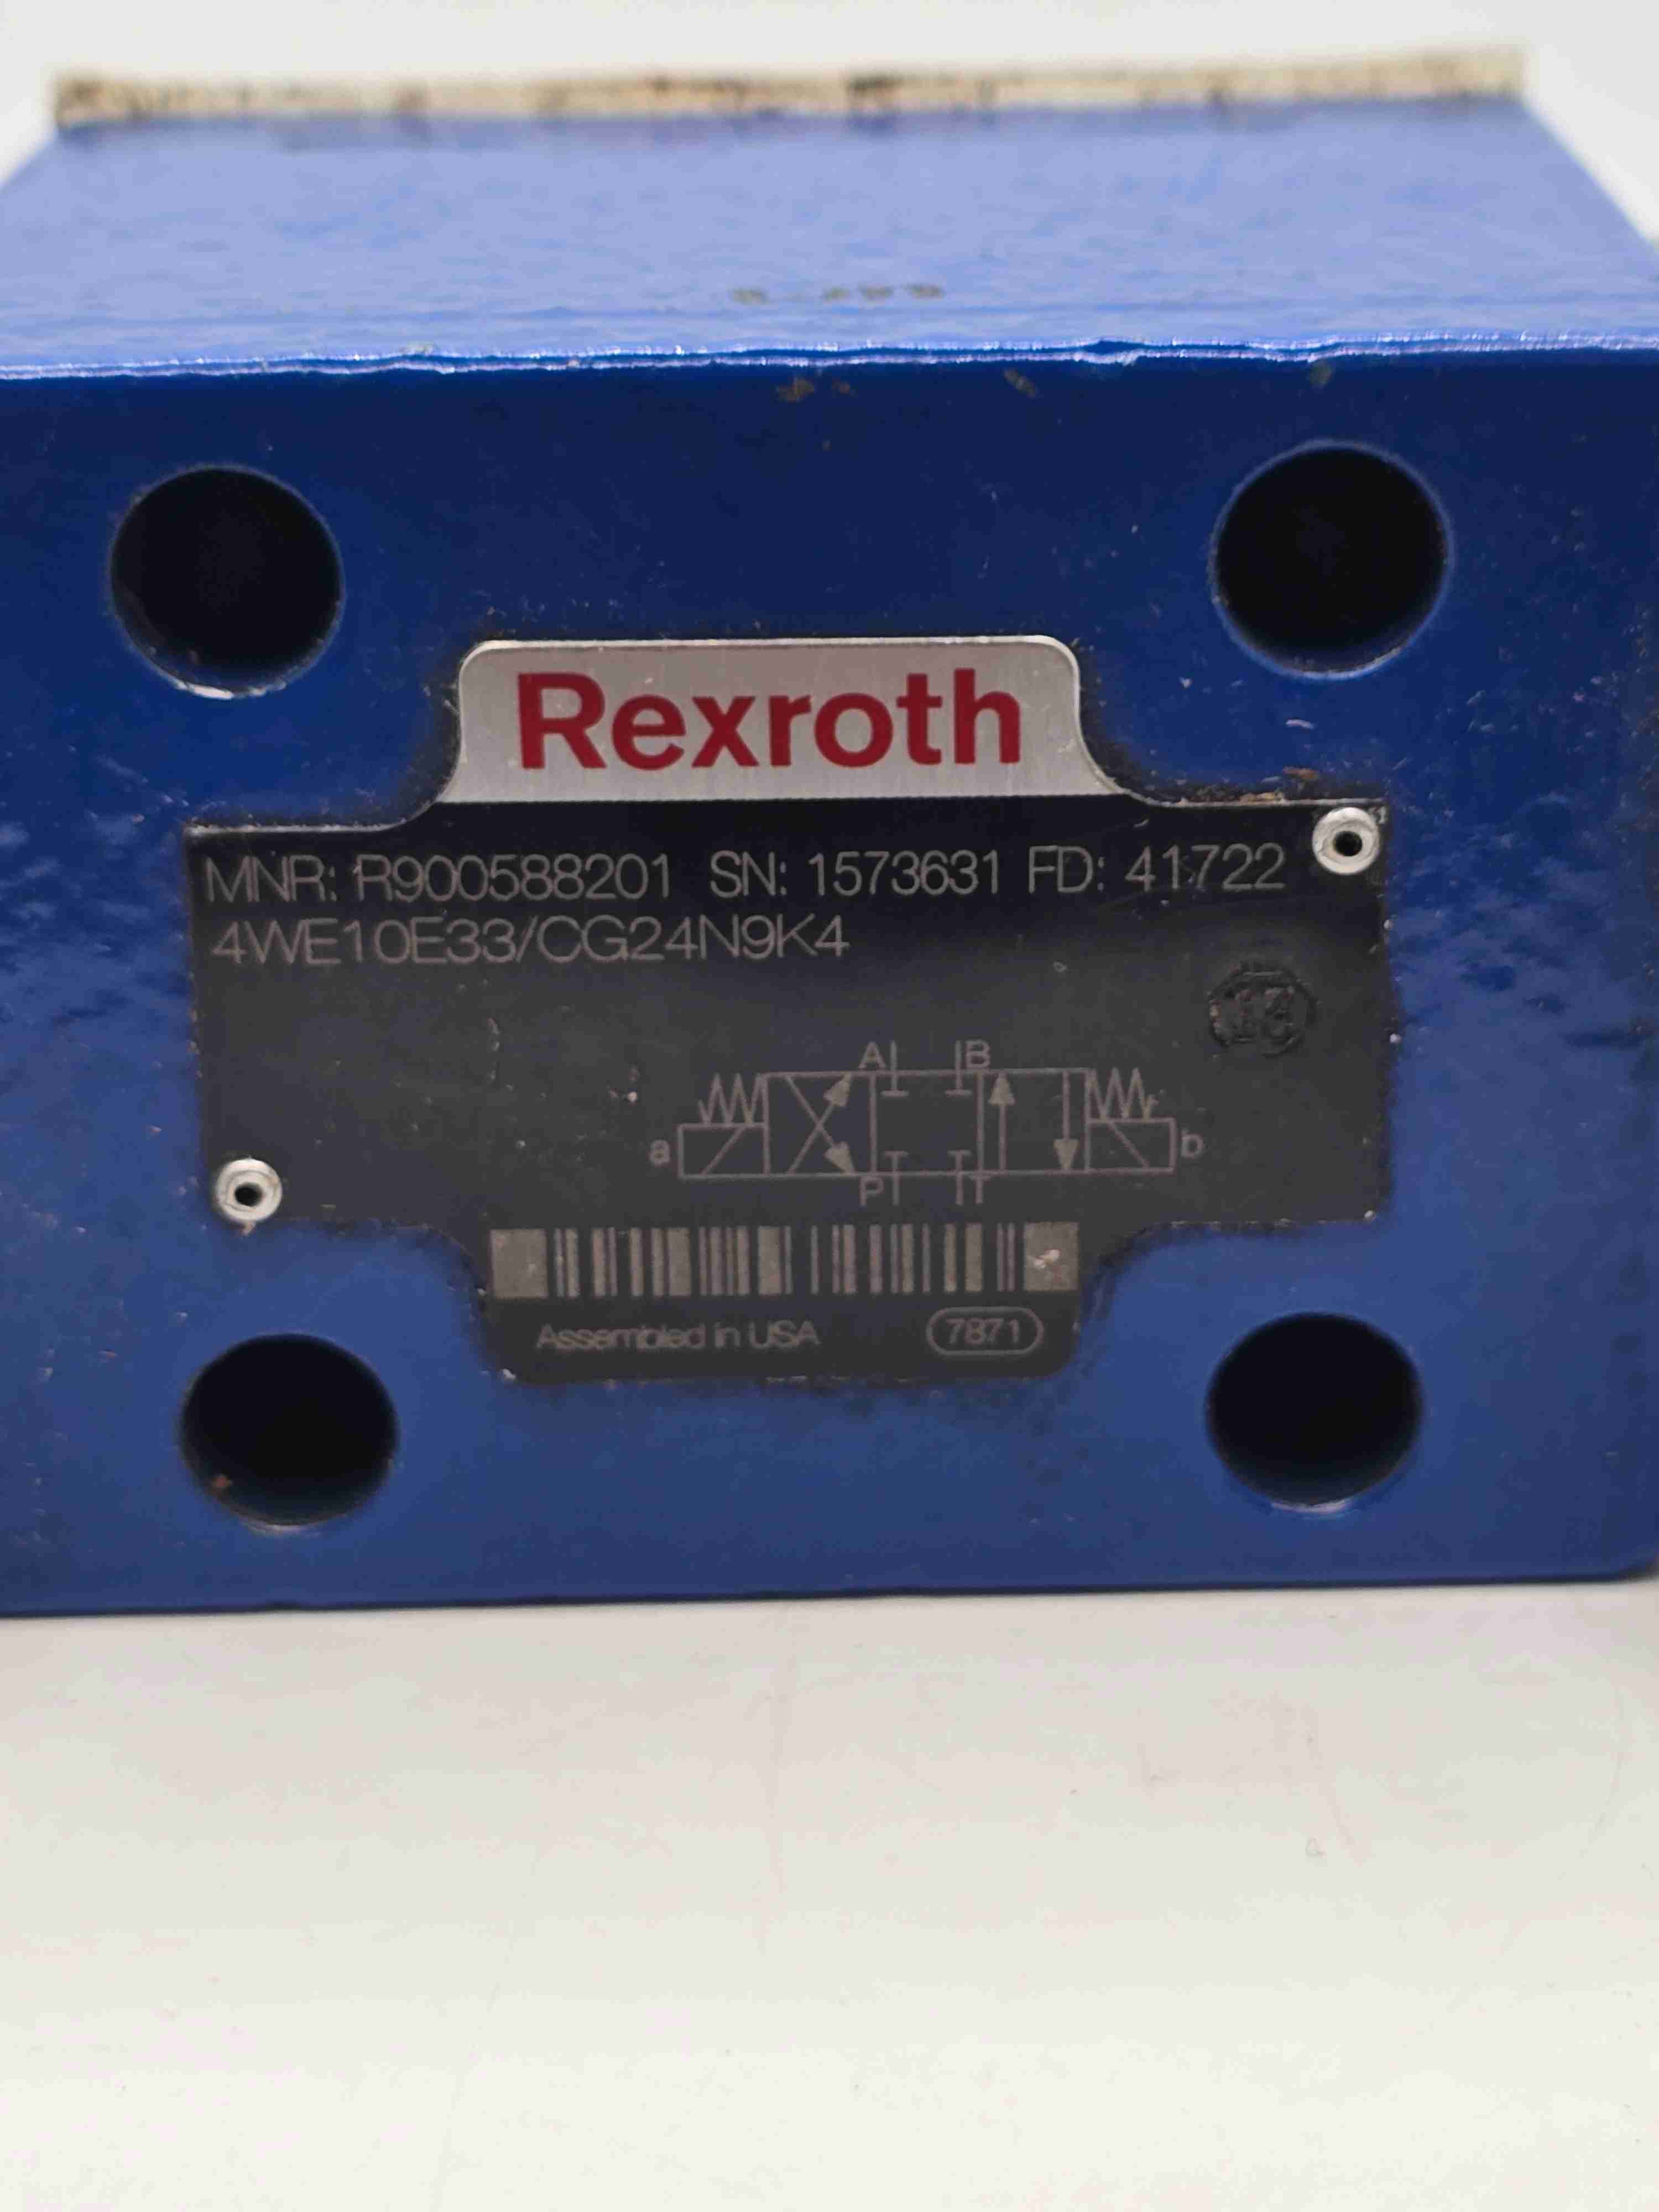 Rexroth
MNR: R900588201 SN: 1573631 FD: 41722
4WE10E33/CG24N9K4
A B
a b
P T
Assembled in USA 7871